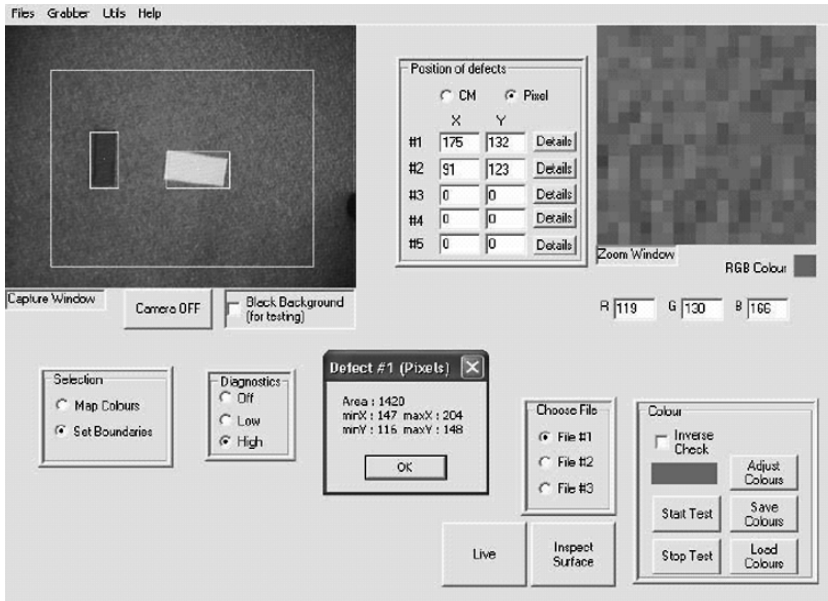 Files Grabber Utils Help
Position of defects
CM Pixel
X Y
#1 175 132 Details
#2 91 123 Details
#3 0 0 Details
#4 0 0 Details
#5 0 0 Details
Capture Window
Camera OFF
Black Background
(for testing)
Zoom Window
RGB Colour
R 119 G 130 B 166
Selection
Map Colours
Set Boundaries
Diagnostics
Off
Low
High
Defect #1 (Pixels)
Area : 1420
minX : 147 maxX : 204
minY : 116 maxY : 148
OK
Choose File
File #1
File #2
File #3
Colour
Inverse
Check
Adjust
Colours
Start Test
Save
Colours
Stop Test
Load
Colours
Live
Inspect
Surface